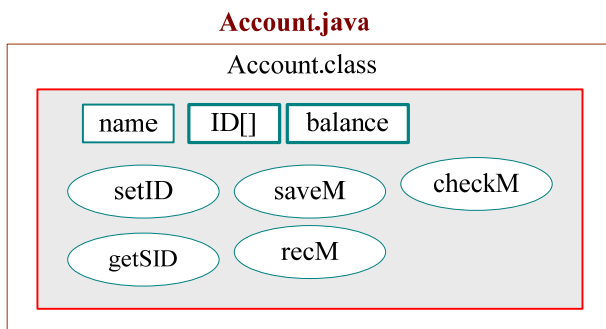 Account.java
Account.class
name ID[] balance
setID saveM checkM
getSID recM